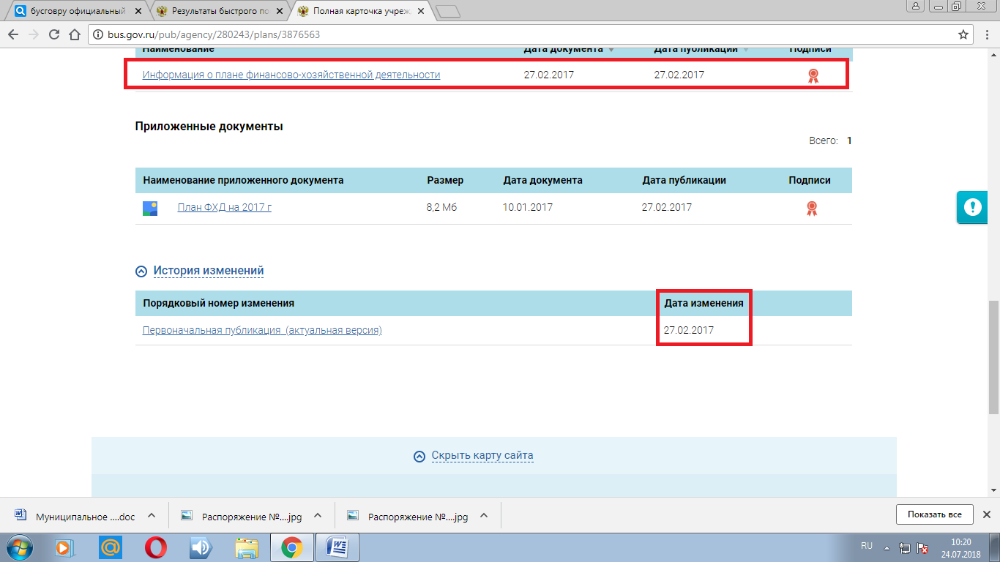 бусговру официальный
Результаты быстрого по
Полная карточка учреж
bus.gov.ru/pub/agency/280243/plans/3876563
Наименование Дата документа Дата публикации Подписи
Информация о плане финансово-хозяйственной деятельности 27.02.2017 27.02.2017
Приложенные документы
Всего: 1
Наименование приложенного документа Размер Дата документа Дата публикации Подписи
План ФХД на 2017 г 8,2 Мб 10.01.2017 27.02.2017
История изменений
Порядковый номер изменения Дата изменения
Первоначальная публикация (актуальная версия) 27.02.2017
Скрыть карту сайта
Муниципальное ....doc Распоряжение №....jpg Распоряжение №....jpg Показать все
RU 10:20
24.07.2018